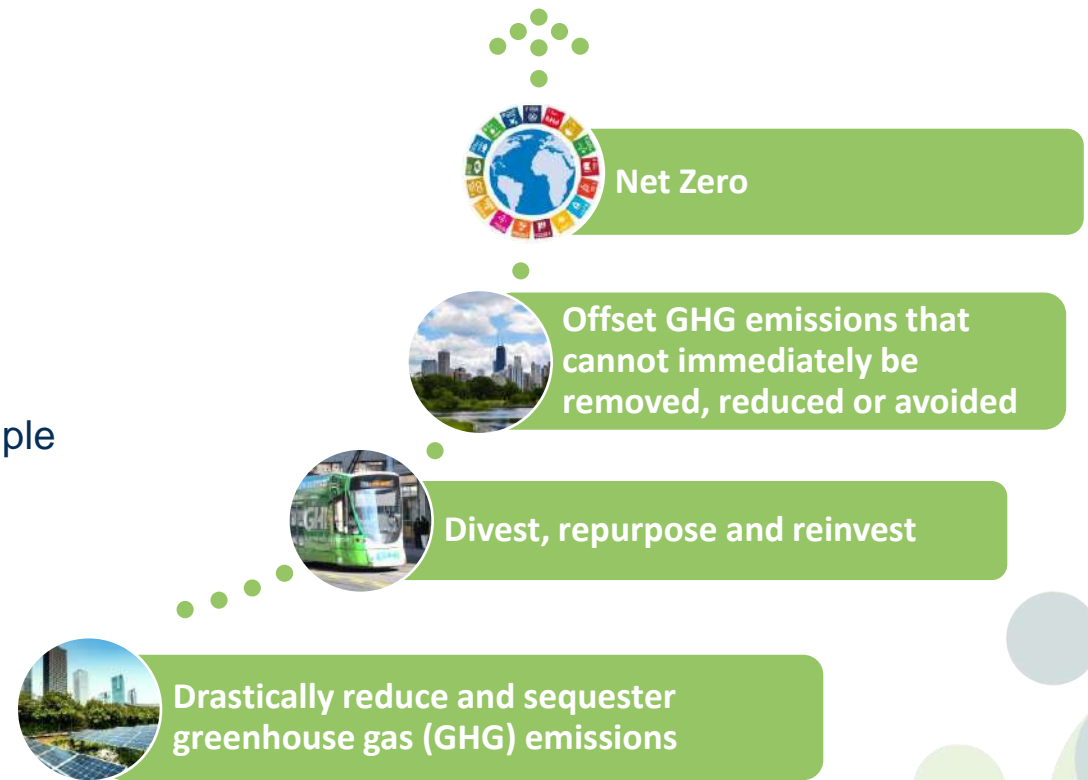 Net Zero
Offset GHG emissions that
cannot immediately be
removed, reduced or avoided
ple
Divest, repurpose and reinvest
Drastically reduce and sequester
greenhouse gas (GHG) emissions